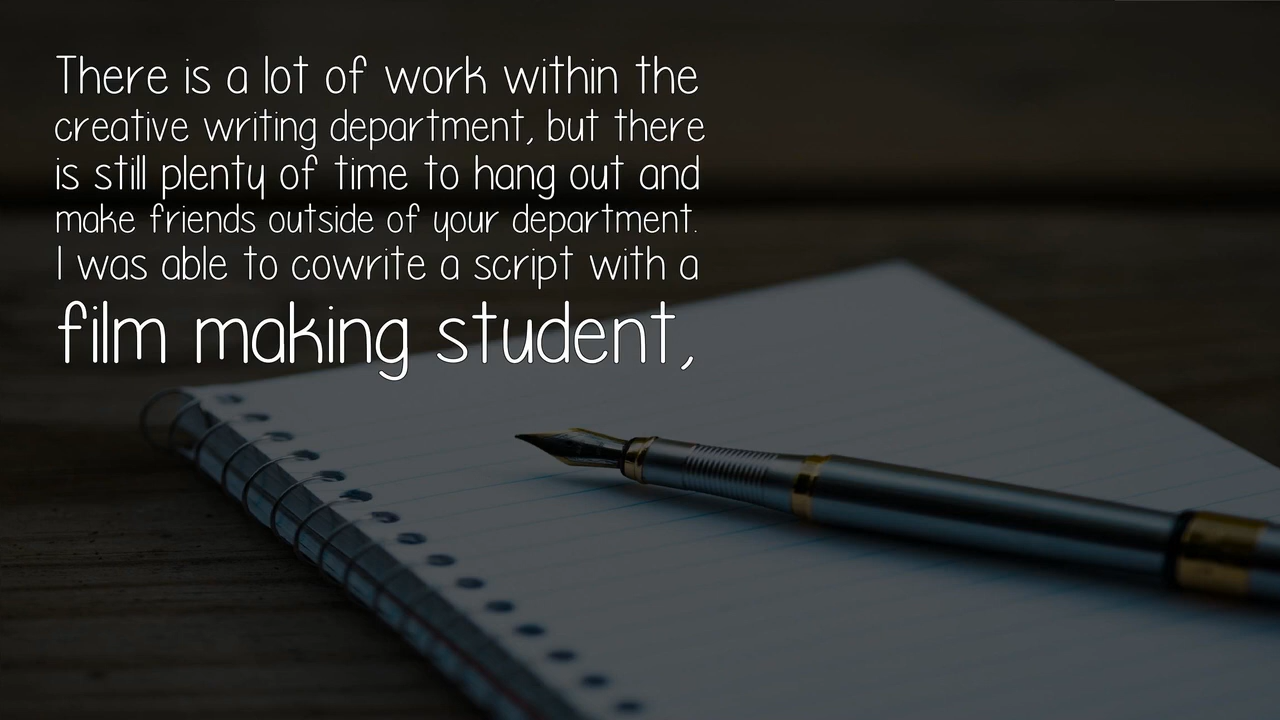 There is a lot of work within the
creative writing department, but there
is still plenty of time to hang out and
make friends outside of your department.
I was able to cowrite a script with a
film making student,